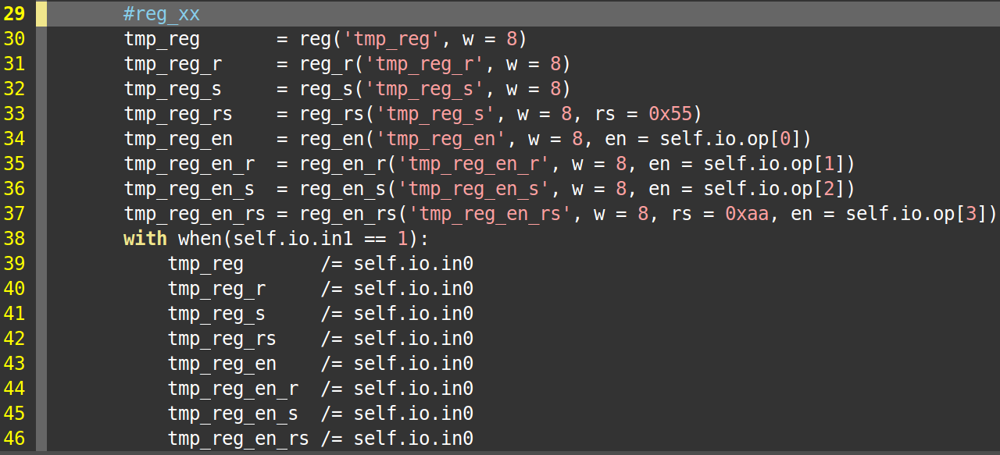 29 #reg_xx
30 tmp_reg       = reg('tmp_reg', w = 8)
31 tmp_reg_r     = reg_r('tmp_reg_r', w = 8)
32 tmp_reg_s     = reg_s('tmp_reg_s', w = 8)
33 tmp_reg_rs    = reg_rs('tmp_reg_s', w = 8, rs = 0x55)
34 tmp_reg_en    = reg_en('tmp_reg_en', w = 8, en = self.io.op[0])
35 tmp_reg_en_r  = reg_en_r('tmp_reg_en_r', w = 8, en = self.io.op[1])
36 tmp_reg_en_s  = reg_en_s('tmp_reg_en_s', w = 8, en = self.io.op[2])
37 tmp_reg_en_rs = reg_en_rs('tmp_reg_en_rs', w = 8, rs = 0xaa, en = self.io.op[3])
38 with when(self.io.in1 == 1):
39     tmp_reg       /= self.io.in0
40     tmp_reg_r     /= self.io.in0
41     tmp_reg_s     /= self.io.in0
42     tmp_reg_rs    /= self.io.in0
43     tmp_reg_en    /= self.io.in0
44     tmp_reg_en_r  /= self.io.in0
45     tmp_reg_en_s  /= self.io.in0
46     tmp_reg_en_rs /= self.io.in0